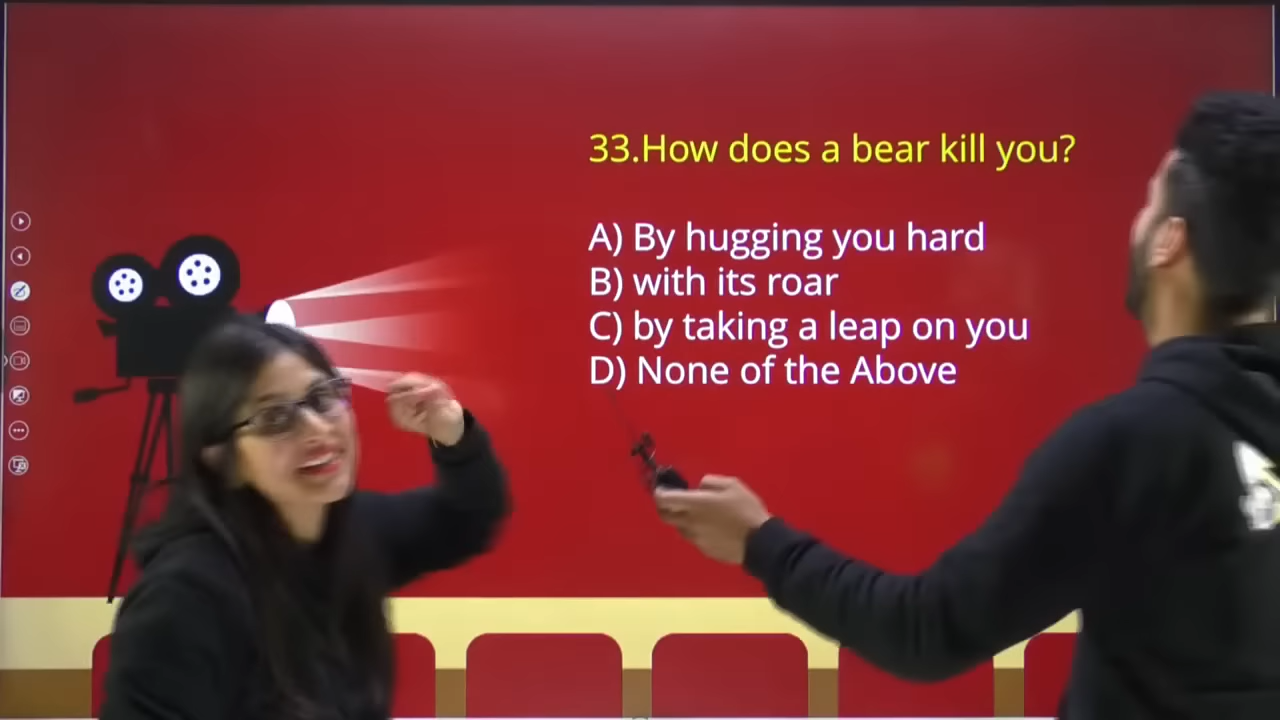 33.How does a bear kill you?
A) By hugging you hard
B) with its roar
C) by taking a leap on you
D) None of the Above